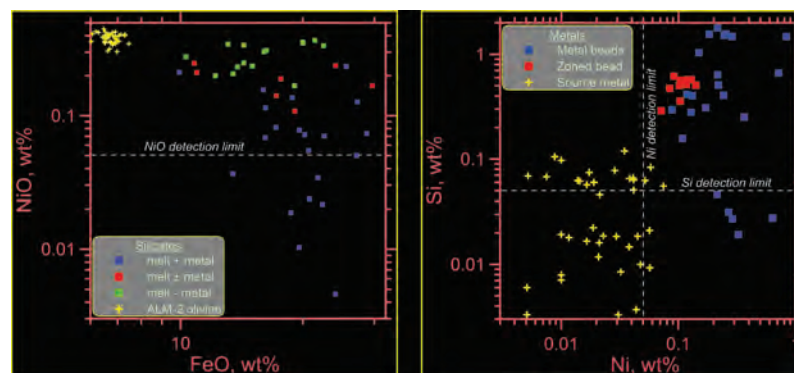 NiO, wt%
0.1
0.01
NiO detection limit
Silicates
melt + metal
melt ± metal
melt - metal
ALM-2 olivine
10
FeO, wt%
Si, wt%
1
0.1
0.01
Metals
Metal beads
Zoned bead
Source metal
Ni detection limit
Si detection limit
0.01
0.1
1
Ni, wt%